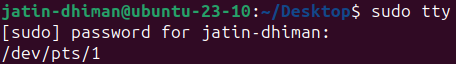 jatin-dhiman@ubuntu-23-10:~/Desktop$ sudo tty
[sudo] password for jatin-dhiman:
/dev/pts/1